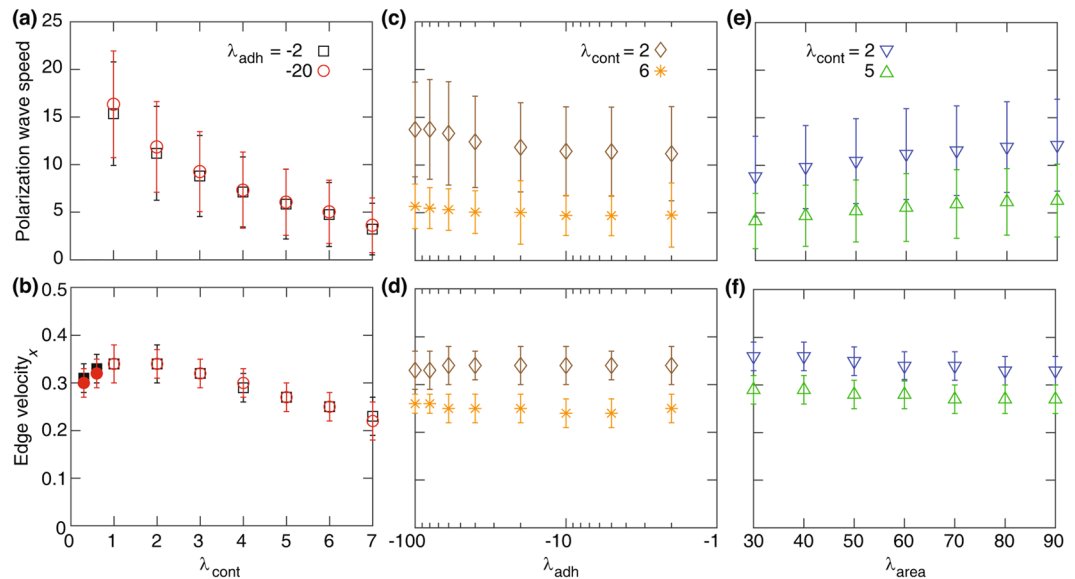 (a)
(c)
(e)
25
20
15
10
5
0
Polarization wave speed
λadh = -2
-20
λcont = 2
6
λcont = 2
5
(b)
(d)
(f)
0.5
0.4
0.3
0.2
0.1
0
Edge velocityx
0 1 2 3 4 5 6 7
-100 -10 -1
30 40 50 60 70 80 90
λcont
λadh
λarea